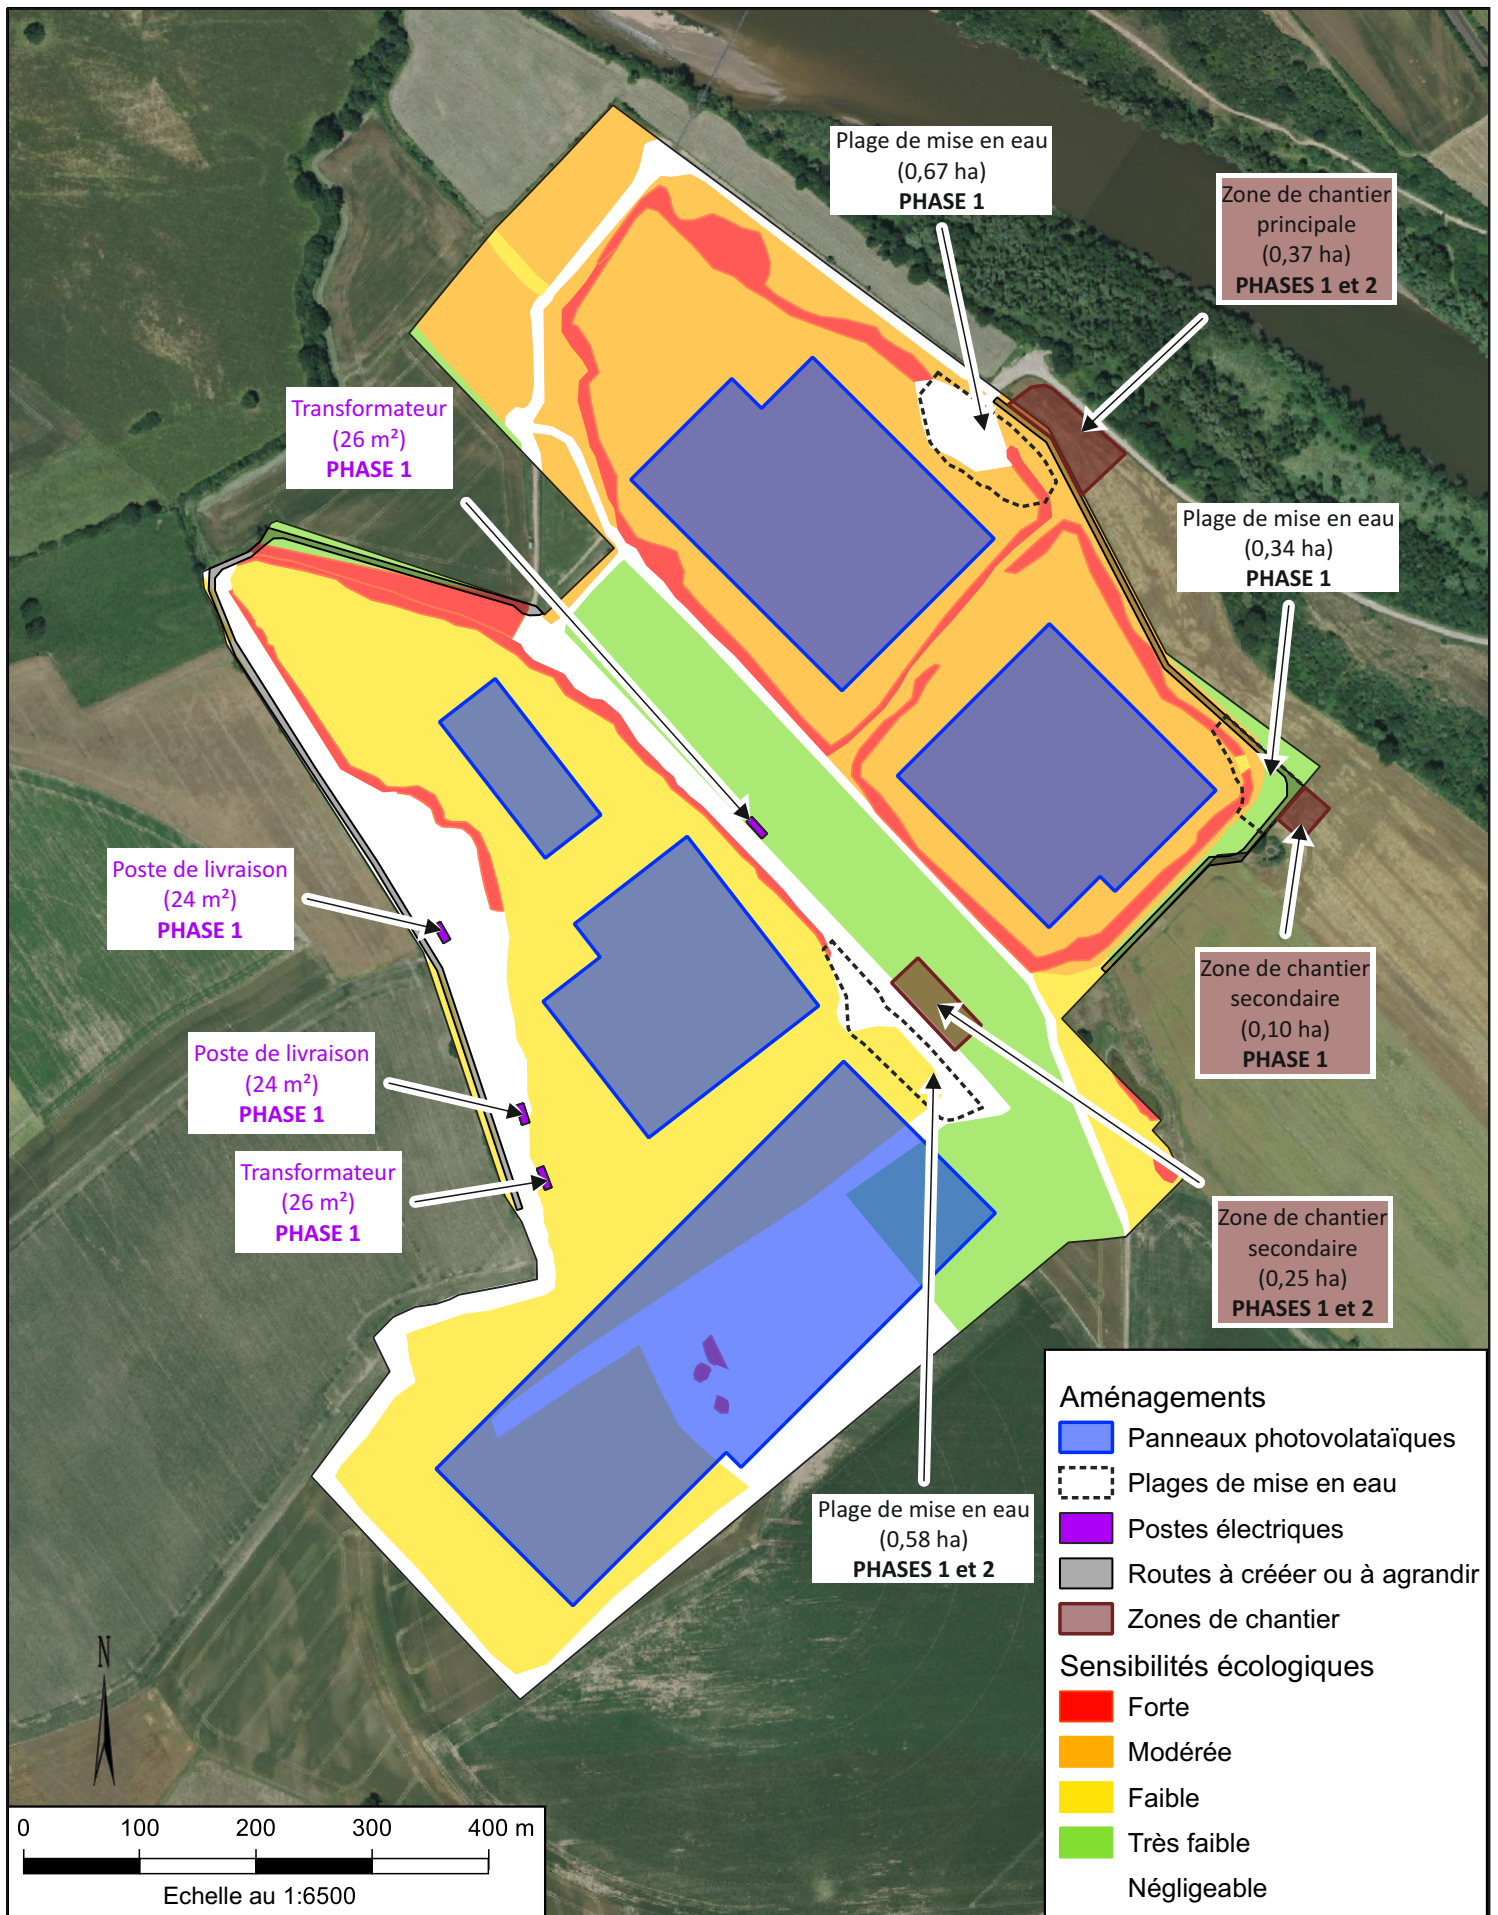 Plage de mise en eau
(0,67 ha)
PHASE 1
Zone de chantier
principale
(0,37 ha)
PHASES 1 et 2
Transformateur
(26 m²)
PHASE 1
Plage de mise en eau
(0,34 ha)
PHASE 1
Poste de livraison
(24 m²)
PHASE 1
Zone de chantier
secondaire
(0,10 ha)
PHASE 1
Poste de livraison
(24 m²)
PHASE 1
Transformateur
(26 m²)
PHASE 1
Zone de chantier
secondaire
(0,25 ha)
PHASES 1 et 2
Plage de mise en eau
(0,58 ha)
PHASES 1 et 2
Aménagements
Panneaux photovolataïques
Plages de mise en eau
Postes électriques
Routes à crééer ou à agrandir
Zones de chantier
Sensibilités écologiques
Forte
Modérée
Faible
Très faible
Négligeable
N
0 100 200 300 400 m
Echelle au 1:6500